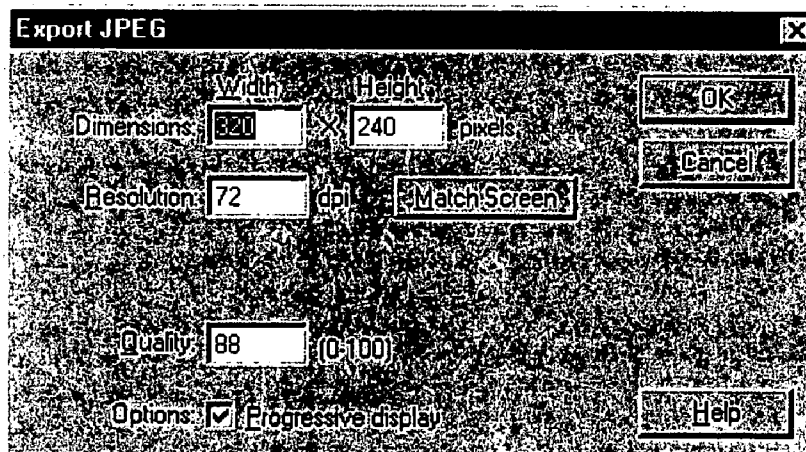 Export JPEG
Width Height
Dimensions: 320 × 240 pixels
OK
Cancel
Resolution: 72 dpi Match Screen
Quality: 88 (0-100)
Options: Progressive display
Help